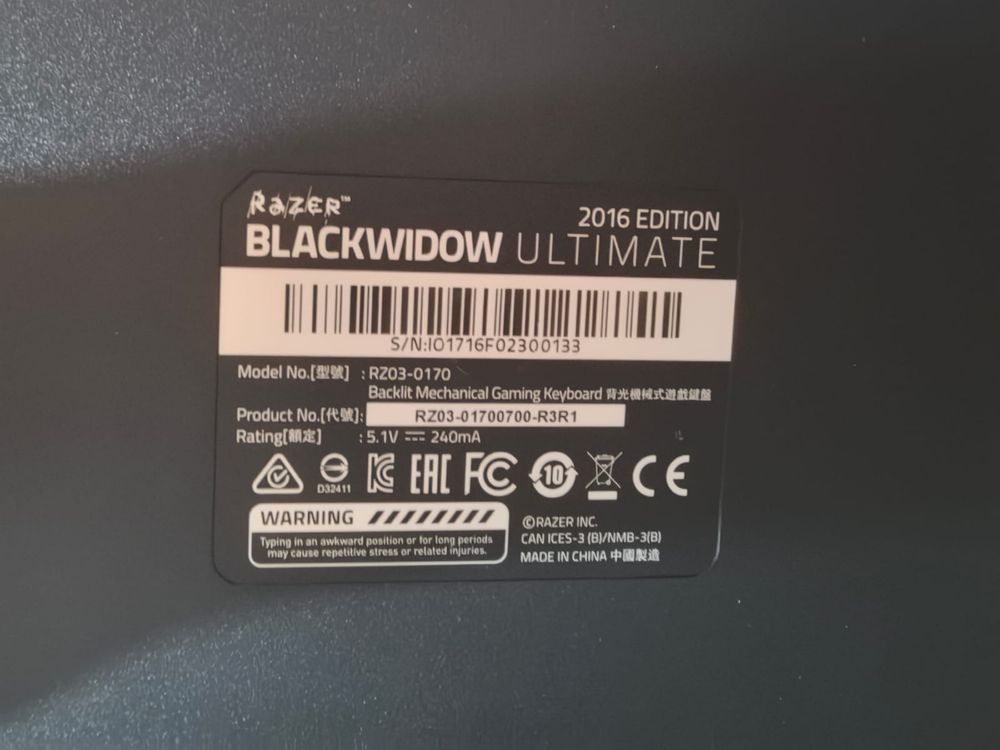 RAZER™
2016 EDITION
BLACKWIDOW ULTIMATE
S/N:IO1716F02300133
Model No.[型號] : RZ03-0170
Backlit Mechanical Gaming Keyboard 背光機械式遊戲鍵盤
Product No.[代號]: RZ03-01700700-R3R1
Rating[額定] : 5.1V ⎓ 240mA
D32411
EAC FC 10 CE
WARNING
Typing in an awkward position or for long periods
may cause repetitive stress or related injuries.
©RAZER INC.
CAN ICES-3 (B)/NMB-3(B)
MADE IN CHINA 中國製造